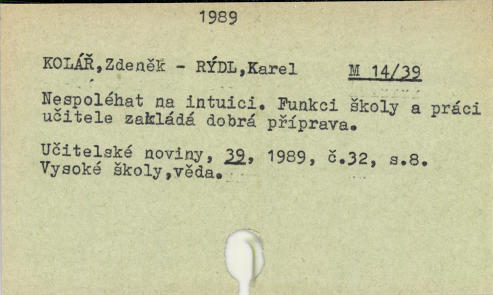 1989
KOLÁŘ,Zdeněk - RÝDL,Karel M 14/39
Nespoléhat na intuici. Funkci školy a práci
učitele zakládá dobrá příprava.
Učitelské noviny, 39, 1989, č.32, s.8.
Vysoké školy,věda.